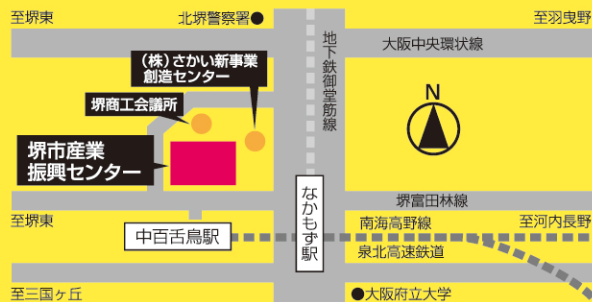 至堺東
北堺警察署
至羽曳野
大阪中央環状線
(株)さかい新事業
創造センター
地下鉄御堂筋線
堺商工会議所
N
堺市産業
振興センター
なかもず駅
堺富田林線
至堺東
中百舌鳥駅
南海高野線
至河内長野
泉北高速鉄道
至三国ヶ丘
大阪府立大学